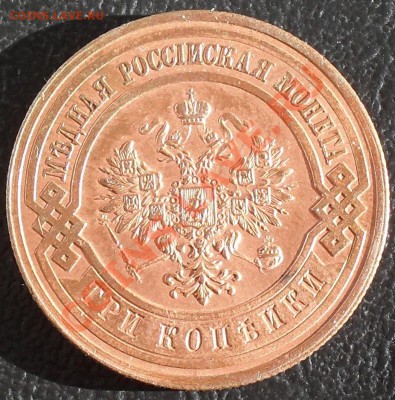 МѢДНАЯ РОССІЙСКАЯ МОНЕТА
ТРИ КОПѢЙКИ